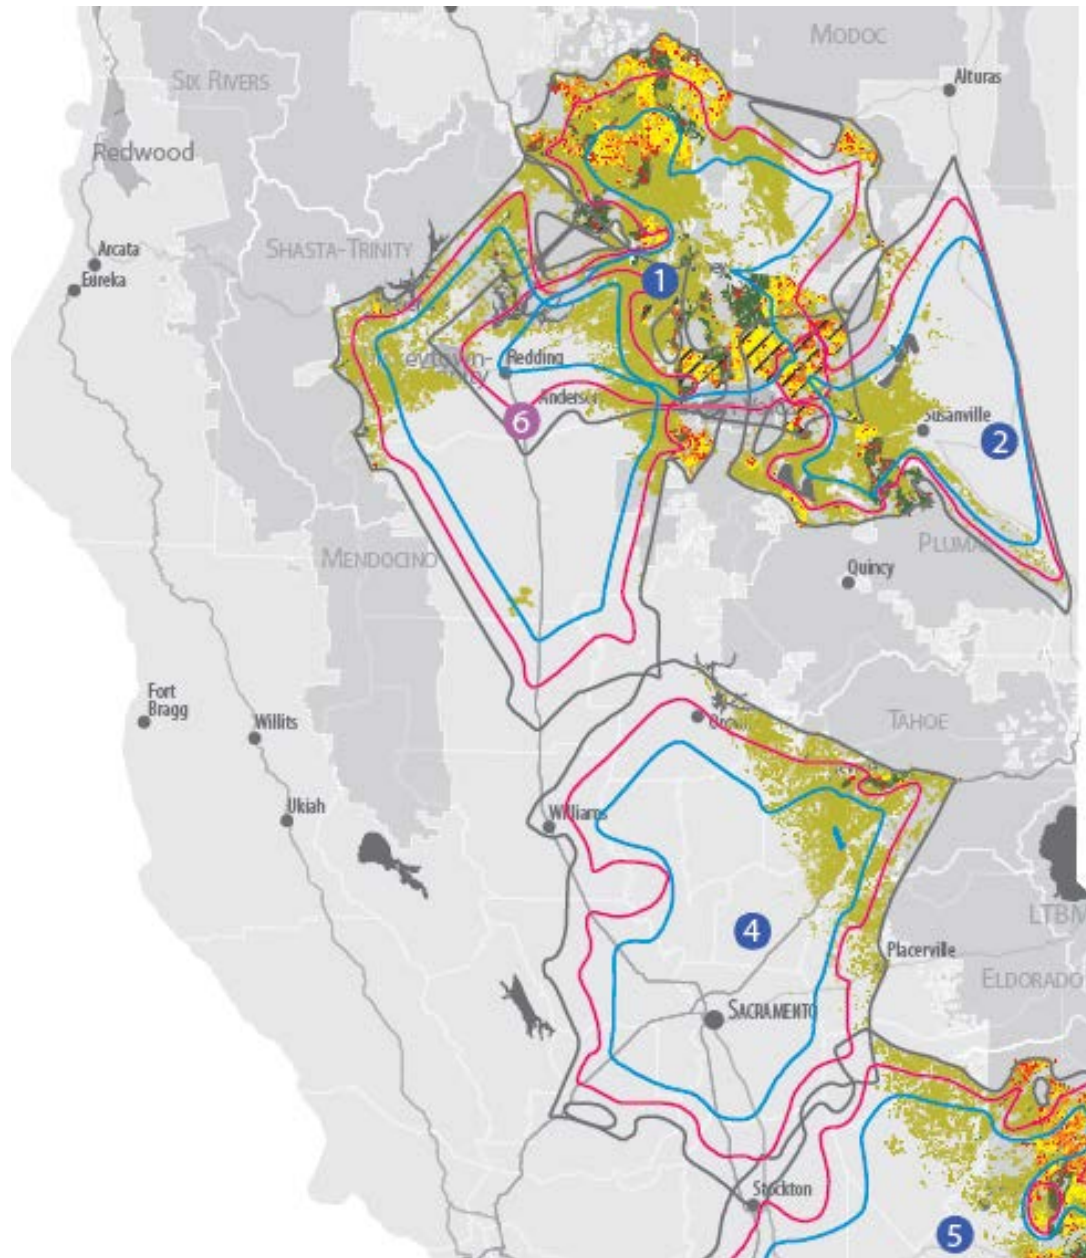 MODOC
SIX RIVERS
Alturas
Redwood
SHASTA-TRINITY
Arcata
Eureka
1
Redding
Anderson
6
Susanville
2
MENDOCINO
PLUMAS
Quincy
Fort
Bragg
Willits
TAHOE
Williams
Ukiah
4
LTBM
Placerville
ELDORADO
SACRAMENTO
Stockton
5